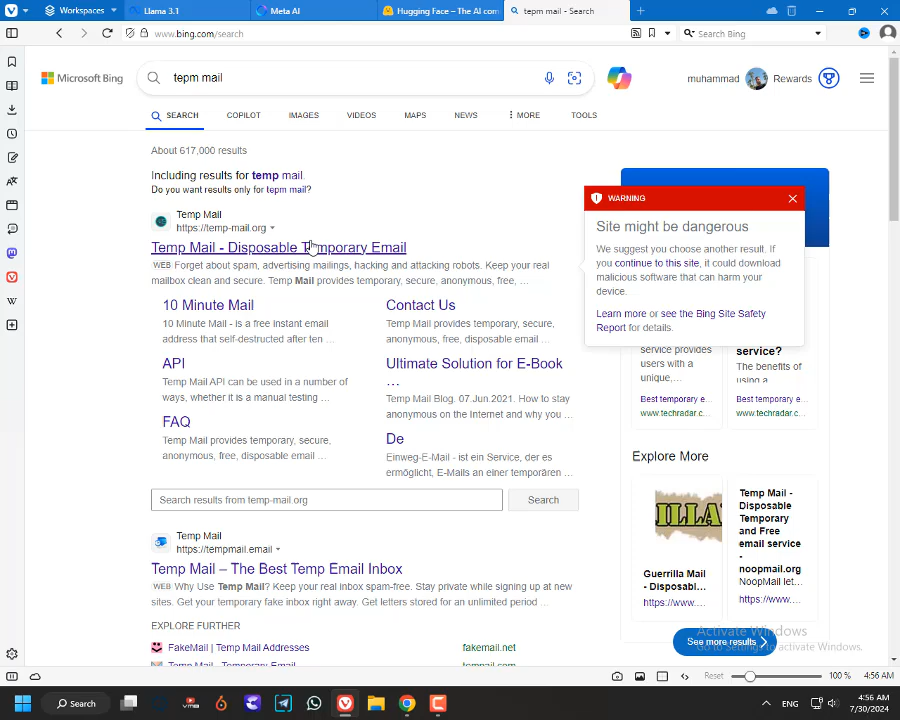 Workspaces
Llama 3.1
Meta AI
Hugging Face – The AI com
tepm mail - Search
www.bing.com/search
Search Bing
Microsoft Bing
tepm mail
muhammad
Rewards
SEARCH
COPILOT
IMAGES
VIDEOS
MAPS
NEWS
MORE
TOOLS
About 617,000 results
Including results for temp mail.
Do you want results only for tepm mail?
Temp Mail
https://temp-mail.org
Temp Mail - Disposable Temporary Email
WEB Forget about spam, advertising mailings, hacking and attacking robots. Keep your real
mailbox clean and secure. Temp Mail provides temporary, secure, anonymous, free, ...
10 Minute Mail
10 Minute Mail - is a free Instant email
address that self-destructed after ten ...
API
Temp Mail API can be used in a number of
ways, whether it is a manual testing ...
FAQ
Temp Mail provides temporary, secure,
anonymous, free, disposable email ...
Contact Us
Temp Mail provides temporary, secure,
anonymous, free, disposable email ...
Ultimate Solution for E-Book
...
Temp Mail Blog. 07.Jun.2021. How to stay
anonymous on the Internet and why you ...
De
Einweg-E-Mail - ist ein Service, der es
ermöglicht, E-Mails an einer temporären ...
Search results from temp-mail.org
Search
Temp Mail
https://tempmail.email
Temp Mail – The Best Temp Email Inbox
WEB Why Use Temp Mail? Keep your real inbox spam-free. Stay private while signing up at new
sites. Get your temporary fake inbox right away. Get letters stored for an unlimited period ...
EXPLORE FURTHER
FakeMail | Temp Mail Addresses
fakemail.net
Temp Mail - Temporary Email
tempail.com
WARNING
Site might be dangerous
We suggest you choose another result. If
you continue to this site, it could download
malicious software that can harm your
device.
Learn more or see the Bing Site Safety
Report for details.
service provides
users with a
unique,...
Best temporary e...
www.techradar.c...
service?
The benefits of
using a
Best temporary e...
www.techradar.c...
Explore More
Guerrilla Mail
- Disposabl...
https://www....
Temp Mail -
Disposable
Temporary
and Free
email service
-
noopmail.org
NoopMail let...
https://www....
See more results
Activate Windows
Go to Settings to activate Windows.
Reset
100 %
4:56 AM
Search
ENG
4:56 AM
7/30/2024